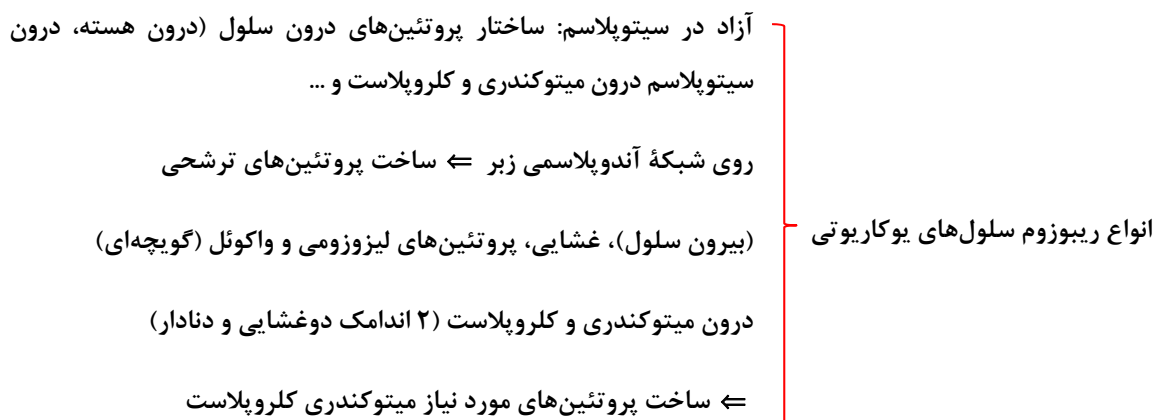 انواع ریبوزوم سلول‌های یوکاریوتی
آزاد در سیتوپلاسم: ساختار پروتئین‌های درون سلول (درون هسته، درون
سیتوپلاسم درون میتوکندری و کلروپلاست و ...
روی شبکهٔ آندوپلاسمی زبر ⇐ ساخت پروتئین‌های ترشحی
(بیرون سلول)، غشایی، پروتئین‌های لیزوزومی و واکوئل (گویچه‌ای)
درون میتوکندری و کلروپلاست (۲ اندامک دوغشایی و دنادار)
⇐ ساخت پروتئین‌های مورد نیاز میتوکندری کلروپلاست